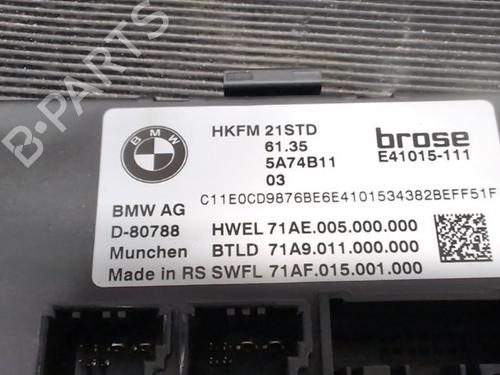 BMW
HKFM 21STD
61.35
5A74B11
03
brose
E41015-111
C11E0CD9876BE6E4101534382BEFF51F
BMW AG
D-80788
Munchen
Made in RS
HWEL 71AE.005.000.000
BTLD 71A9.011.000.000
SWFL 71AF.015.001.000